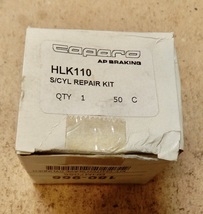 caparo
AP BRAKING
HLK110
S/CYL REPAIR KIT
QTY 1 50 C